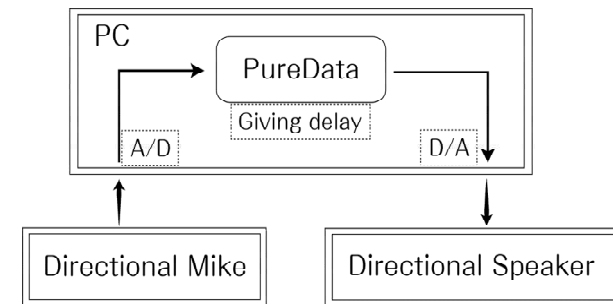 PC
PureData
Giving delay
A/D
D/A
Directional Mike
Directional Speaker